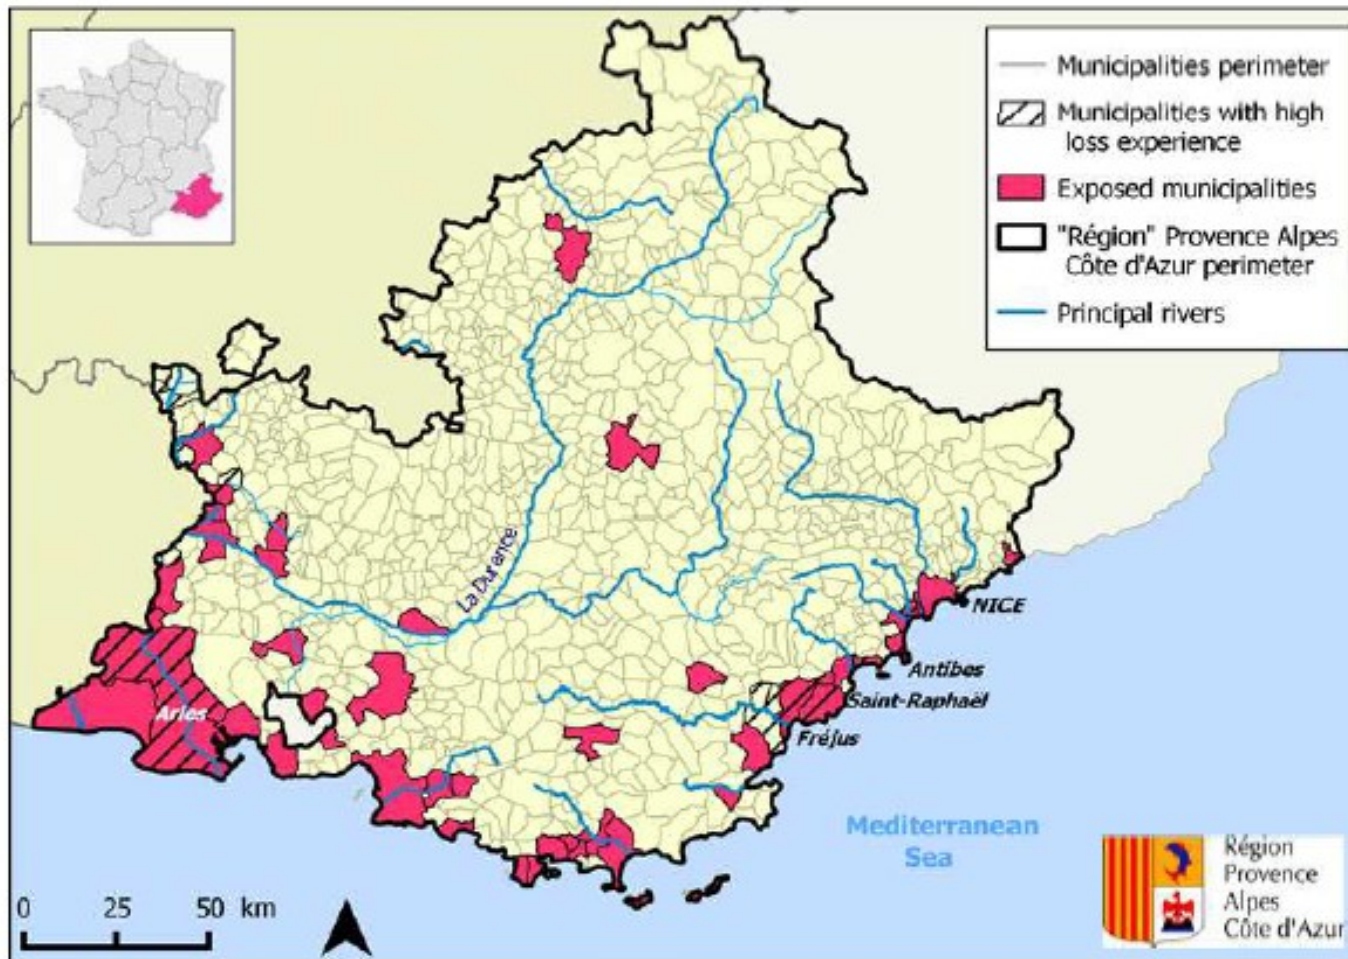 Municipalities perimeter
Municipalities with high
loss experience
Exposed municipalities
"Région" Provence Alpes
Côte d'Azur perimeter
Principal rivers
La Durance
NICE
Antibes
Saint-Raphaël
Fréjus
Arles
Mediterranean
Sea
0 25 50 km
Région
Provence
Alpes
Côte d'Azur